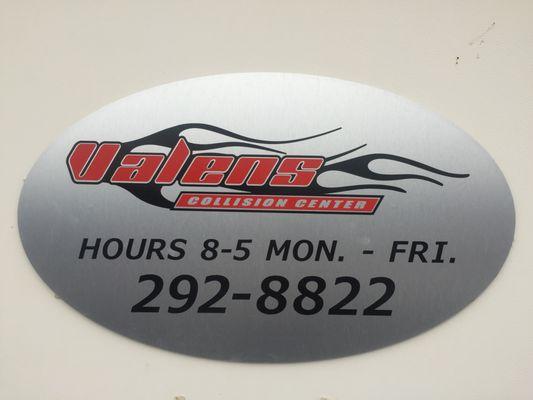 Valens
COLLISION CENTER
HOURS 8-5 MON. - FRI.
292-8822